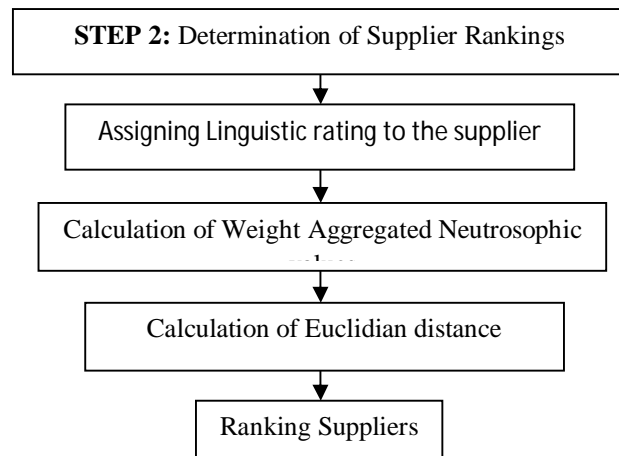 STEP 2: Determination of Supplier Rankings
Assigning Linguistic rating to the supplier
Calculation of Weight Aggregated Neutrosophic
values
Calculation of Euclidian distance
Ranking Suppliers